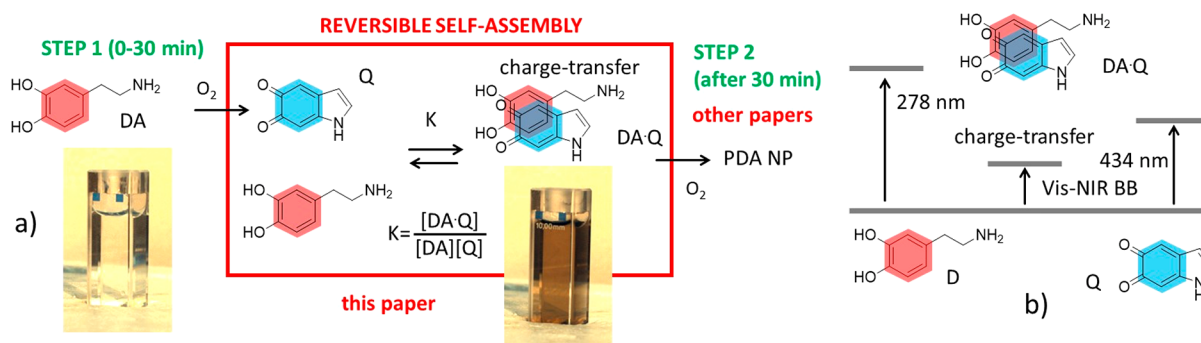 REVERSIBLE SELF-ASSEMBLY
STEP 1 (0-30 min)
HO
HO
NH2
DA
O2
O
O
N
H
Q
HO
HO
NH2
K
K= [DA·Q]
[DA][Q]
charge-transfer
HO
O
HO
O
NH2
N
H
DA·Q
10,00mm
STEP 2
(after 30 min)
other papers
PDA NP
O2
a)
this paper
HO
O
HO
O
NH2
N
H
DA·Q
278 nm
charge-transfer
434 nm
Vis-NIR BB
HO
HO
NH2
D
Q
O
O
N
H
b)